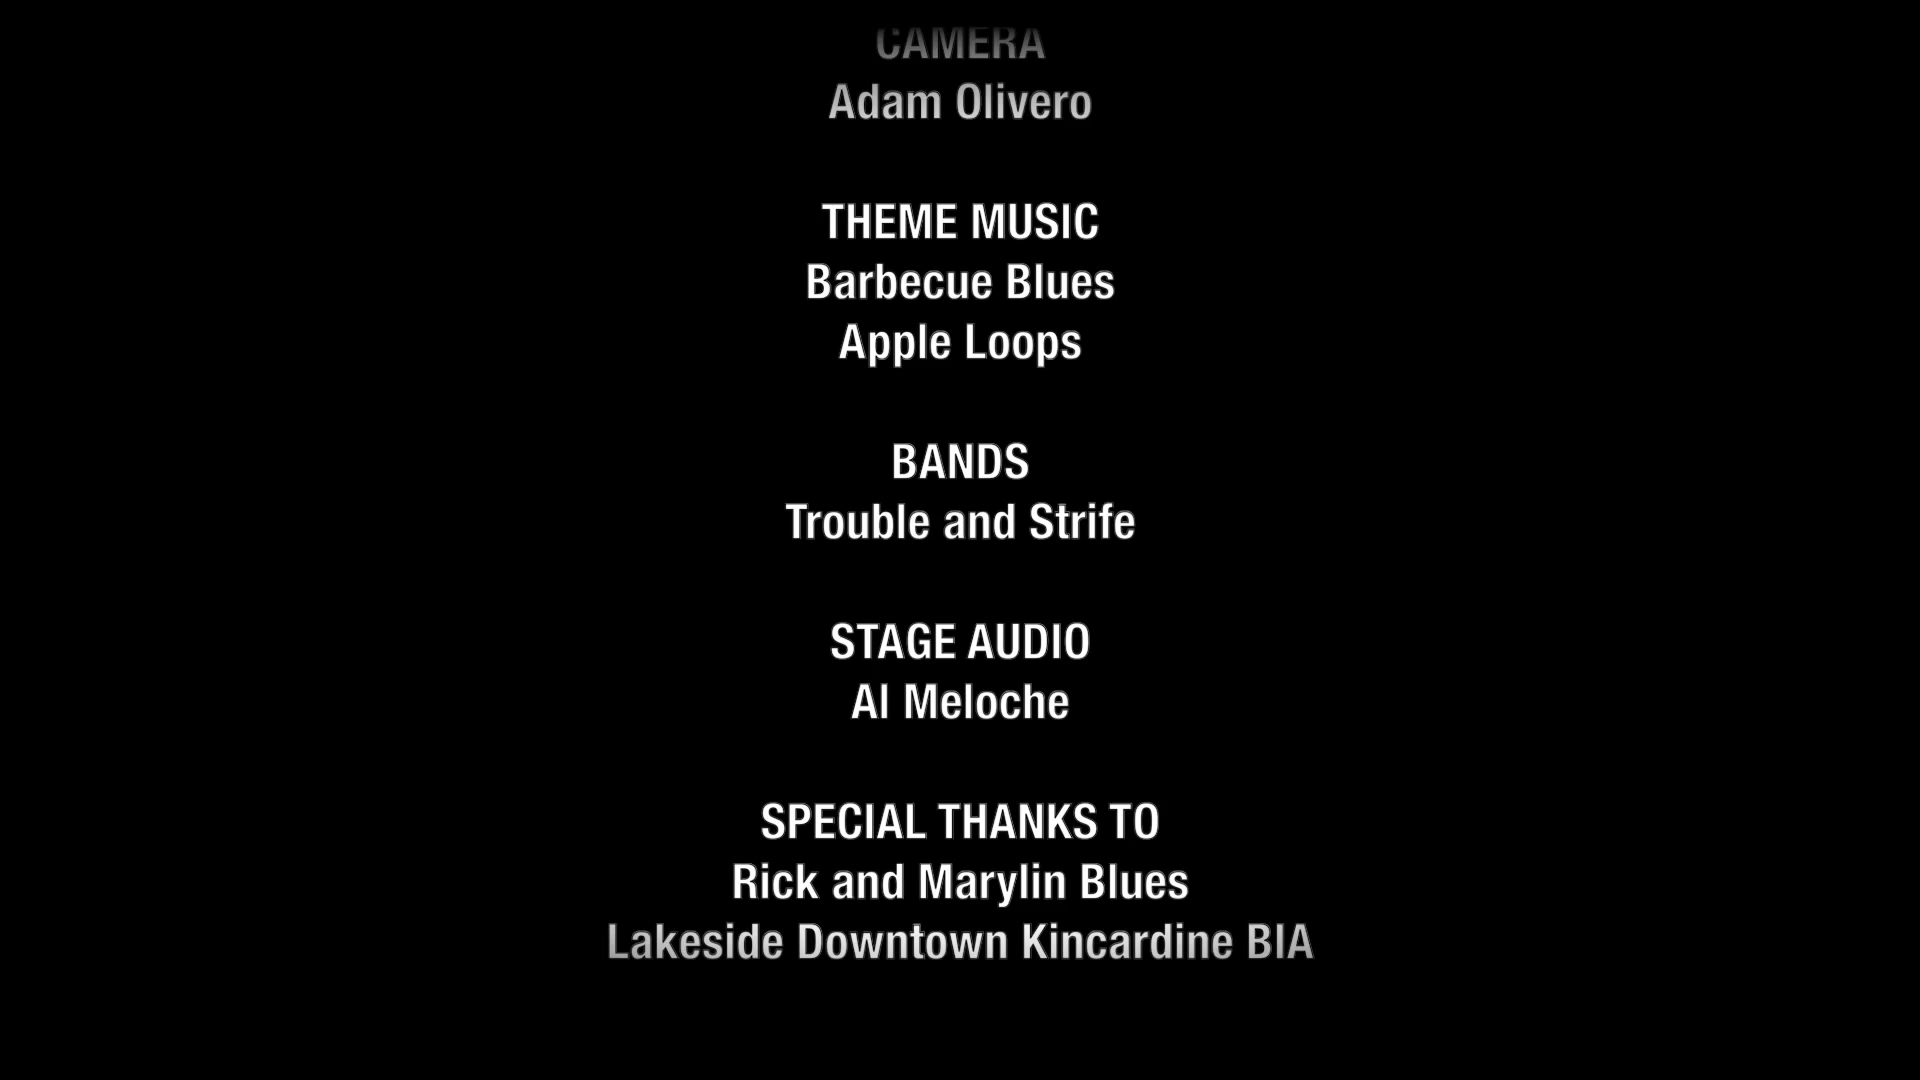 CAMERA
Adam Olivero
THEME MUSIC
Barbecue Blues
Apple Loops
BANDS
Trouble and Strife
STAGE AUDIO
Al Meloche
SPECIAL THANKS TO
Rick and Marylin Blues
Lakeside Downtown Kincardine BIA